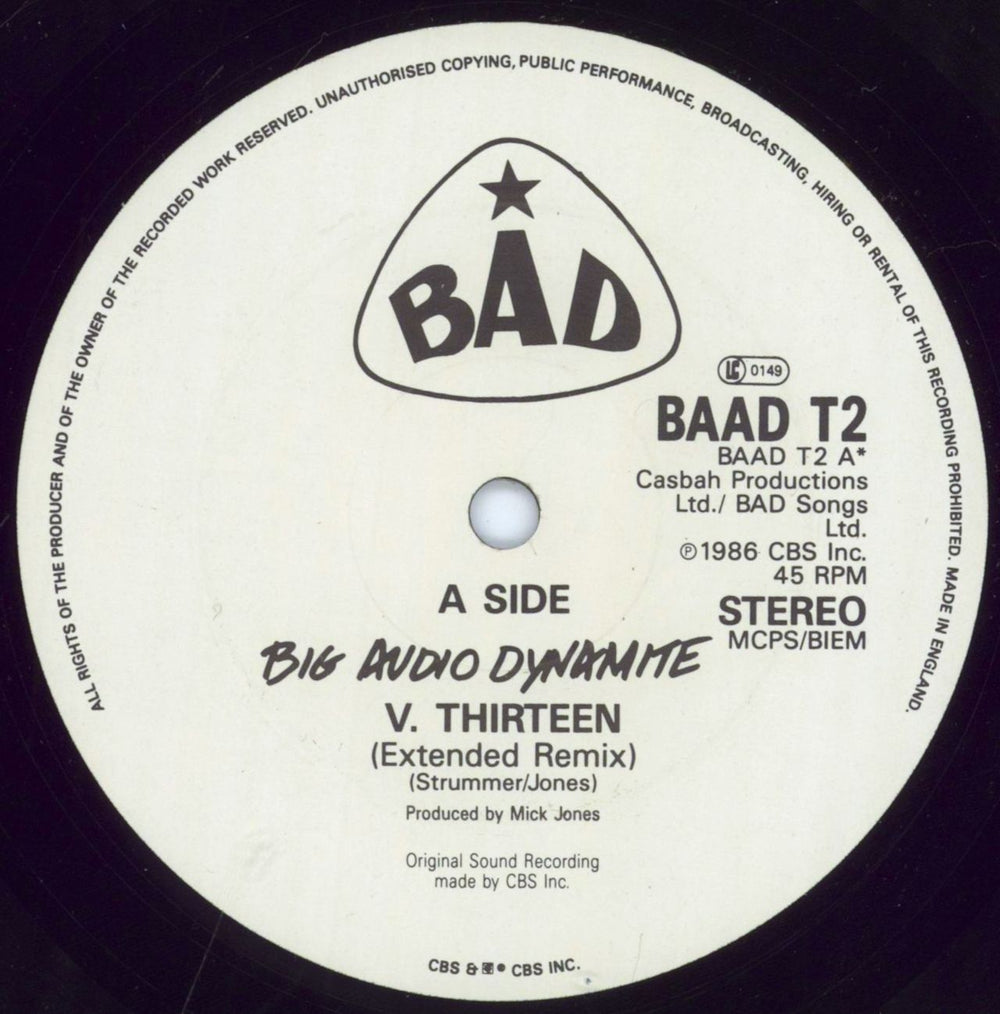 ALL RIGHTS OF THE PRODUCER AND OF THE OWNER OF THE RECORDED WORK RESERVED. UNAUTHORISED COPYING, PUBLIC PERFORMANCE, BROADCASTING, HIRING OR RENTAL OF THIS RECORDING PROHIBITED. MADE IN ENGLAND.
BAD
LC 0149
BAAD T2
BAAD T2 A*
Casbah Productions
Ltd./ BAD Songs
Ltd.
℗1986 CBS Inc.
45 RPM
STEREO
MCPS/BIEM
A SIDE
BIG AUDIO DYNAMITE
V. THIRTEEN
(Extended Remix)
(Strummer/Jones)
Produced by Mick Jones
Original Sound Recording
made by CBS Inc.
CBS & ● CBS INC.